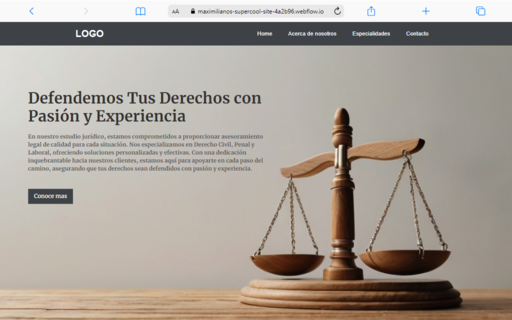 AA maximilianos-supercool-site-4a2b96.webflow.io
LOGO Home Acerca de nosotros Especialidades Contacto
Defendemos Tus Derechos con
Pasión y Experiencia
En nuestro estudio jurídico, estamos comprometidos a proporcionar asesoramiento
legal de calidad para cada situación. Nos especializamos en Derecho Civil, Penal y
Laboral, ofreciendo soluciones personalizadas y efectivas. Con una dedicación
inquebrantable hacia nuestros clientes, estamos aquí para apoyarte en cada paso del
camino, asegurando que tus derechos sean defendidos con pasión y experiencia.
Conoce mas